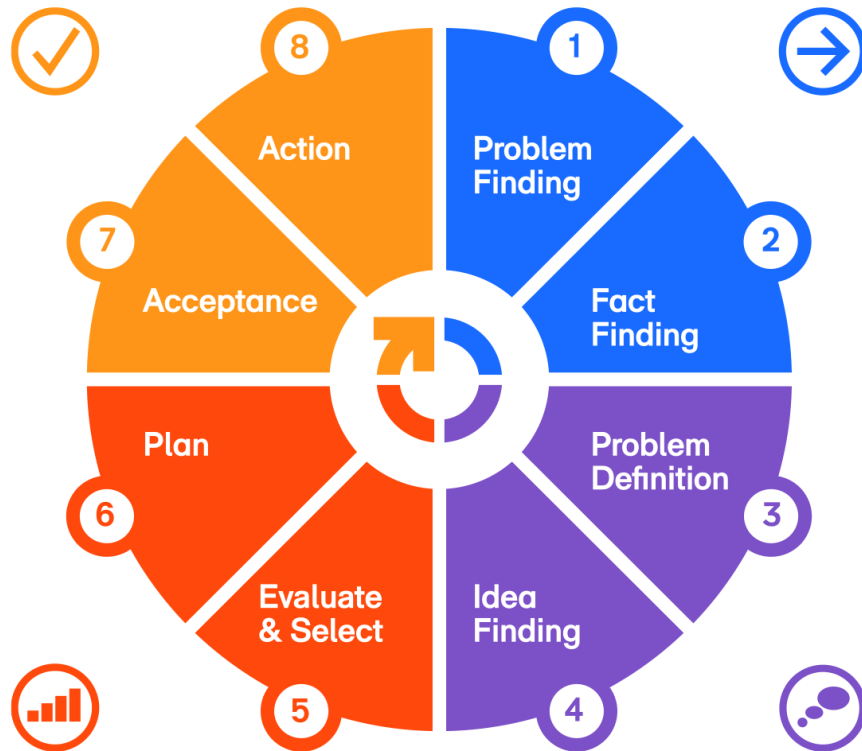 1
Problem
Finding
2
Fact
Finding
3
Problem
Definition
4
Idea
Finding
5
Evaluate
& Select
6
Plan
7
Acceptance
8
Action